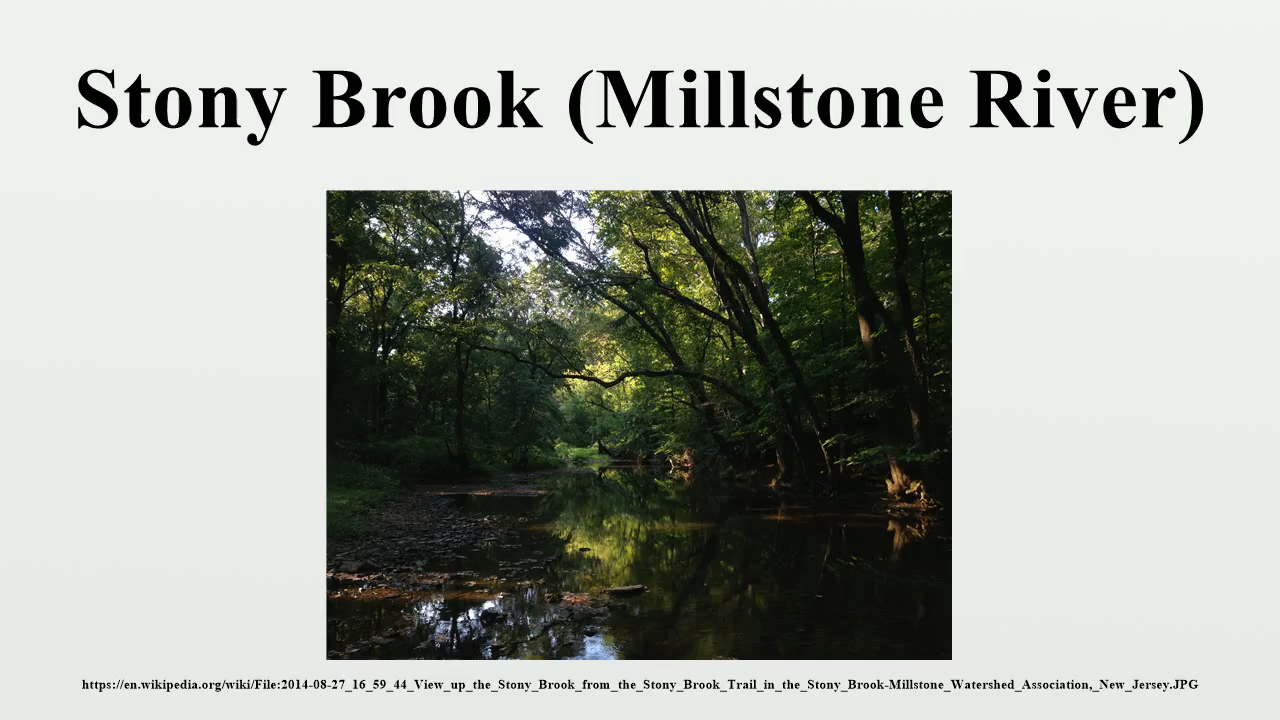 Stony Brook (Millstone River)
https://en.wikipedia.org/wiki/File:2014-08-27_16_59_44_View_up_the_Stony_Brook_from_the_Stony_Brook_Trail_in_the_Stony_Brook-Millstone_Watershed_Association,_New_Jersey.JPG